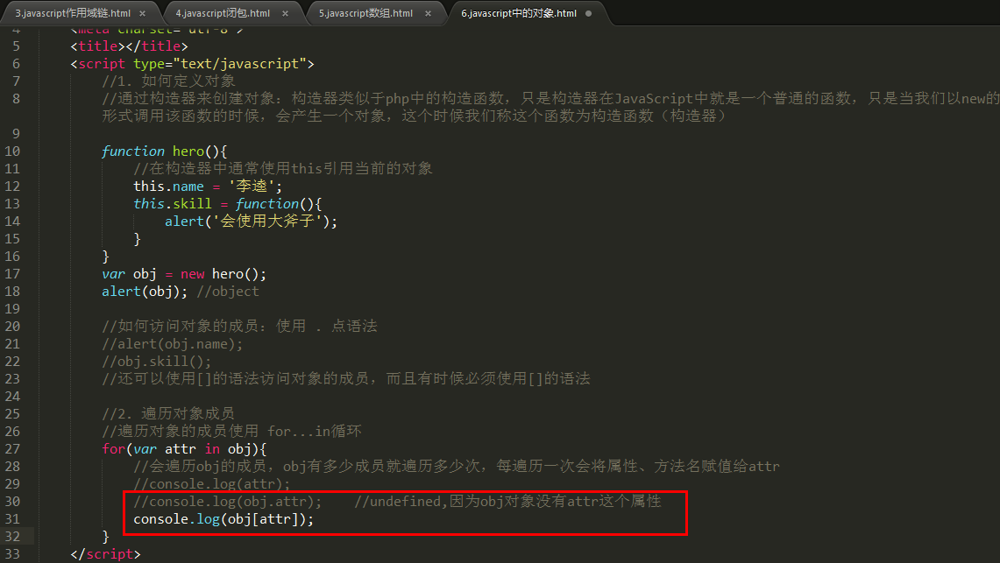 3.javascript作用域链.html × 4.javascript闭包.html × 5.javascript数组.html × 6.javascript中的对象.html
4 <meta charset="utf-8">
5 <title></title>
6 <script type="text/javascript">
7 //1. 如何定义对象
8 //通过构造器来创建对象：构造器类似于php中的构造函数，只是构造器在JavaScript中就是一个普通的函数，只是当我们以new的
形式调用该函数的时候，会产生一个对象，这个时候我们称这个函数为构造函数（构造器）
9
10 function hero(){
11 //在构造器中通常使用this引用当前的对象
12 this.name = '李逵';
13 this.skill = function(){
14 alert('会使用大斧子');
15 }
16 }
17 var obj = new hero();
18 alert(obj); //object
19
20 //如何访问对象的成员：使用 . 点语法
21 //alert(obj.name);
22 //obj.skill();
23 //还可以使用[]的语法访问对象的成员，而且有时候必须使用[]的语法
24
25 //2. 遍历对象成员
26 //遍历对象的成员使用 for...in循环
27 for(var attr in obj){
28 //会遍历obj的成员，obj有多少成员就遍历多少次，每遍历一次会将属性、方法名赋值给attr
29 //console.log(attr);
30 //console.log(obj.attr); //undefined,因为obj对象没有attr这个属性
31 console.log(obj[attr]);
32 }
33 </script>